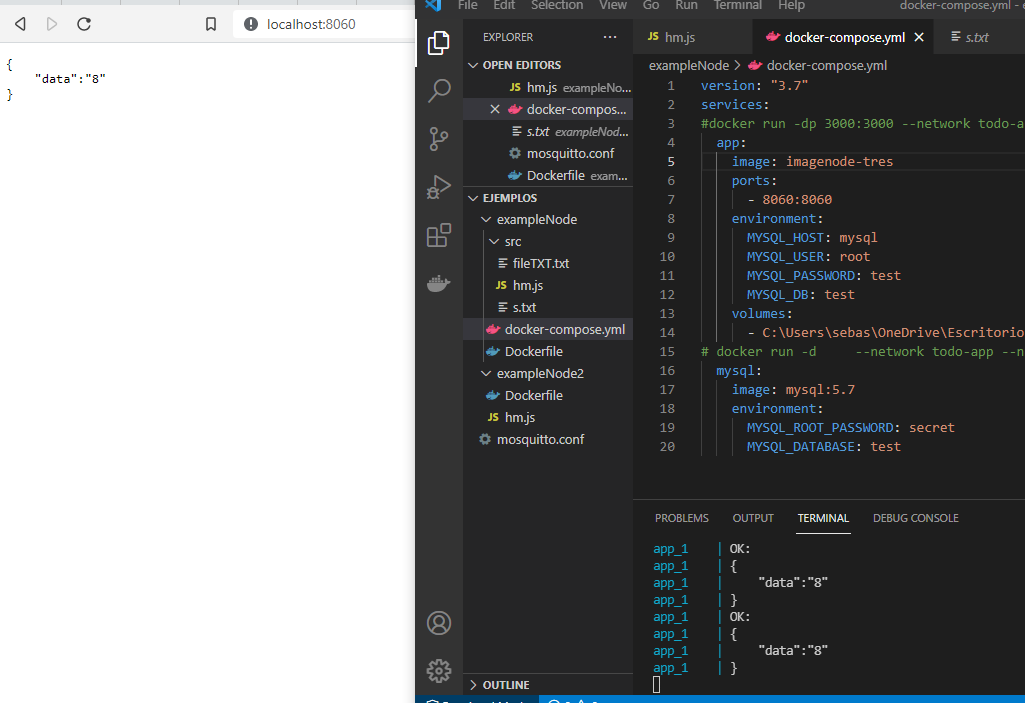 localhost:8060
{
"data":"8"
}
File Edit Selection View Go Run Terminal Help docker-compose.yml -
EXPLORER ...
OPEN EDITORS
JS hm.js exampleNo...
docker-compos...
s.txt exampleNod...
mosquitto.conf
Dockerfile exam...
EJEMPLOS
exampleNode
src
fileTXT.txt
JS hm.js
s.txt
docker-compose.yml
Dockerfile
exampleNode2
Dockerfile
JS hm.js
mosquitto.conf
OUTLINE
JS hm.js docker-compose.yml s.txt
exampleNode > docker-compose.yml
1 version: "3.7"
2 services:
3 #docker run -dp 3000:3000 --network todo-a
4 app:
5 image: imagenode-tres
6 ports:
7 - 8060:8060
8 environment:
9 MYSQL_HOST: mysql
10 MYSQL_USER: root
11 MYSQL_PASSWORD: test
12 MYSQL_DB: test
13 volumes:
14 - C:\Users\sebas\OneDrive\Escritorio
15 # docker run -d --network todo-app --n
16 mysql:
17 image: mysql:5.7
18 environment:
19 MYSQL_ROOT_PASSWORD: secret
20 MYSQL_DATABASE: test
PROBLEMS OUTPUT TERMINAL DEBUG CONSOLE
app_1 | OK:
app_1 | {
app_1 | "data":"8"
app_1 | }
app_1 | OK:
app_1 | {
app_1 | "data":"8"
app_1 | }